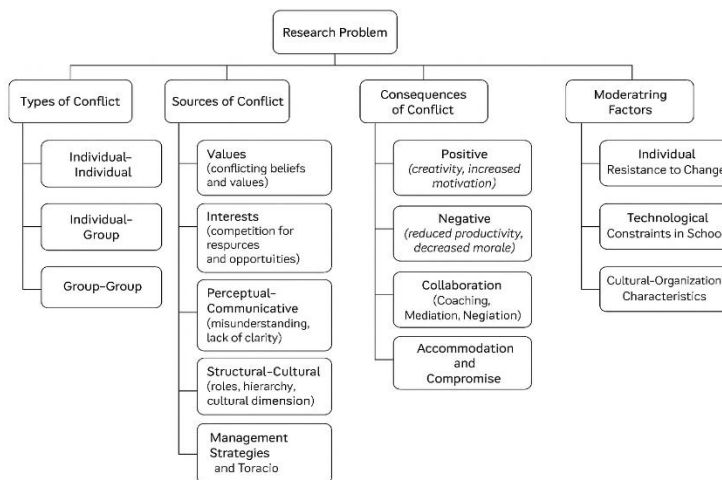 Research Problem
Types of Conflict
Individual–
Individual
Individual–
Group
Group–Group
Sources of Conflict
Values
(conflicting beliefs
and values)
Interests
(competition for
respurces
and opportuities)
Perceptual–
Communicative
(misunderstanding,
lack of clarity)
Structural–Cultural
(roles, hierarchy,
cultural dimension)
Management
Strategies
and Toracio
Consequences
of Conflict
Positive
(creativity, increased
motivation)
Negative
(reduced productivity,
decreased morale)
Collaboration
(Coaching,
Mediation, Negiation)
Accommodation
and
Compromise
Moderatring
Factors
Individual
Resistance to Change
Technological
Constraints in School
Cultural-Organization
Characteristics